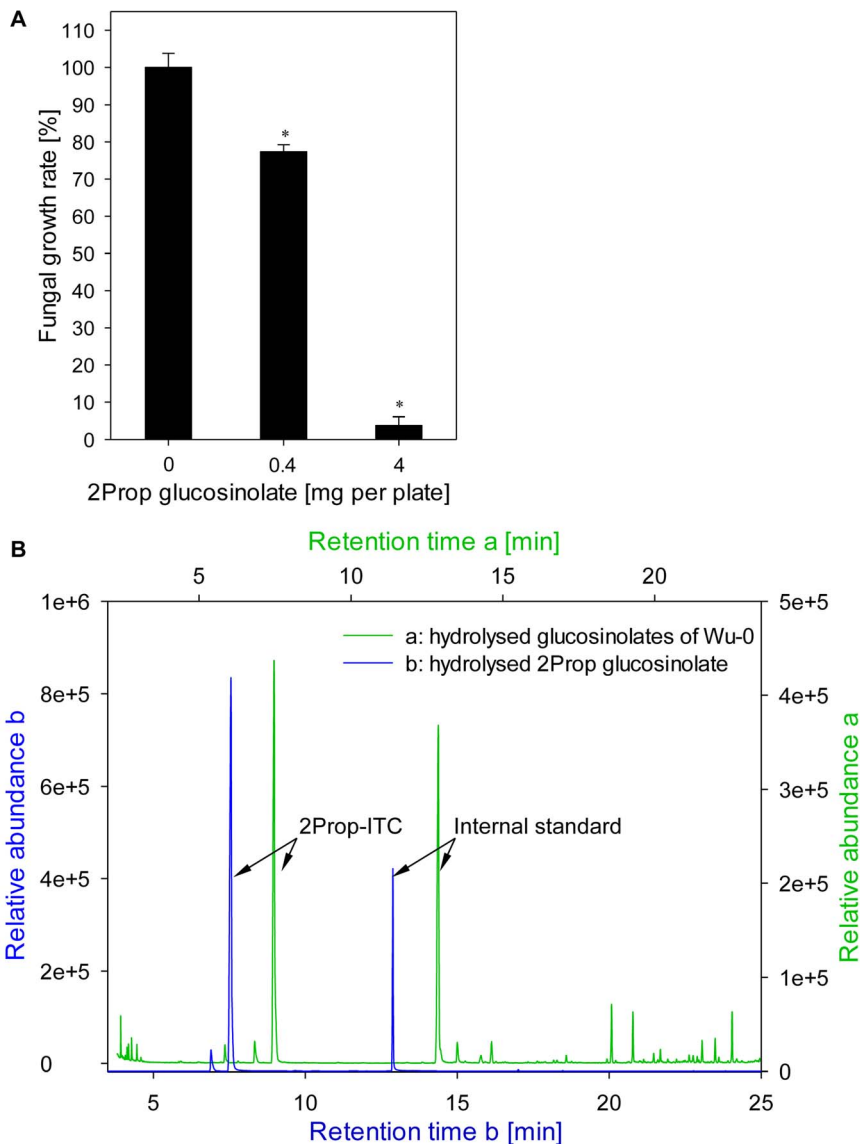 A
Fungal growth rate [%]
110
100
90
80
70
60
50
40
30
20
10
0
*
*
0 0.4 4
2Prop glucosinolate [mg per plate]
B
Retention time a [min]
5 10 15 20
1e+6
8e+5
6e+5
4e+5
2e+5
0
Relative abundance b
a: hydrolysed glucosinolates of Wu-0
b: hydrolysed 2Prop glucosinolate
2Prop-ITC
Internal standard
5e+5
4e+5
3e+5
2e+5
1e+5
0
Relative abundance a
5 10 15 20 25
Retention time b [min]